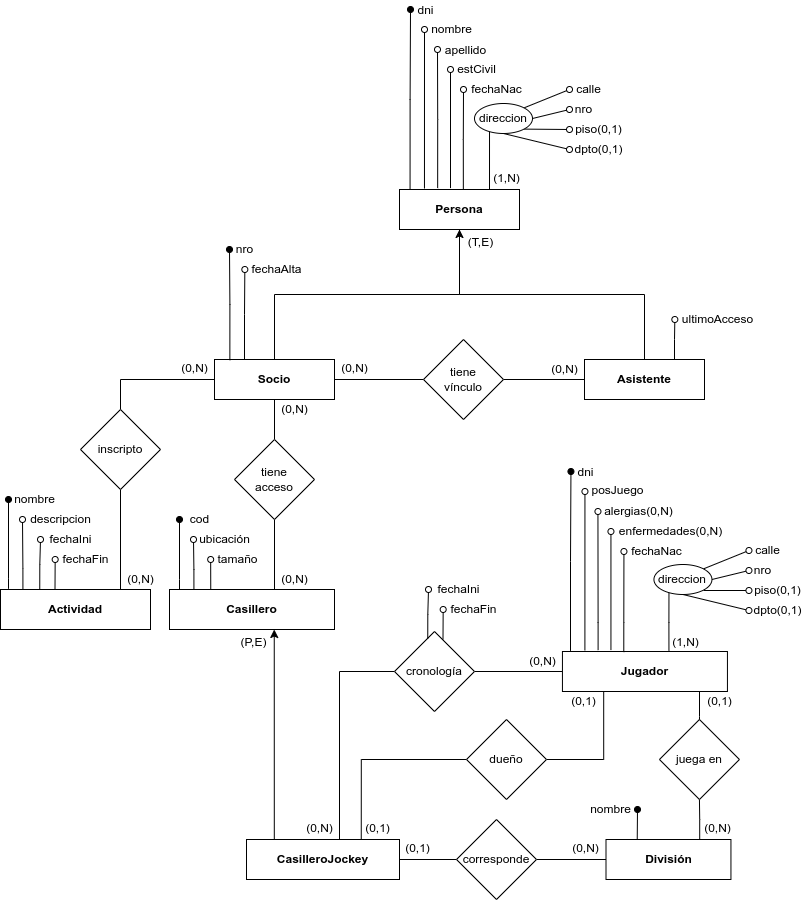 dni
nombre
apellido
estCivil
fechaNac
calle
nro
direccion
piso(0,1)
dpto(0,1)
(1,N)
Persona
(T,E)
nro
fechaAlta
ultimoAcceso
(0,N)
Socio
(0,N)
tiene
vínculo
(0,N)
Asistente
(0,N)
inscripto
tiene
acceso
nombre
descripcion
fechaIni
fechaFin
(0,N)
Actividad
cod
ubicación
tamaño
(0,N)
Casillero
(P,E)
dni
posJuego
alergias(0,N)
enfermedades(0,N)
fechaNac
calle
nro
direccion
piso(0,1)
dpto(0,1)
(1,N)
fechaIni
fechaFin
cronología
(0,N)
Jugador
(0,1)
(0,1)
dueño
juega en
nombre
(0,N)
(0,N)
(0,1)
CasilleroJockey
(0,1)
corresponde
(0,N)
División